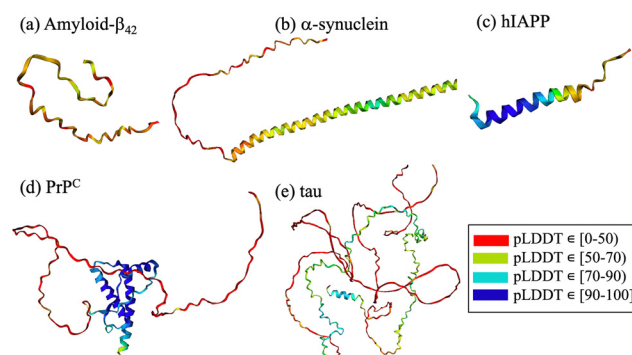 (a) Amyloid-β₄₂
(b) α-synuclein
(c) hIAPP
(d) PrPᶜ
(e) tau
pLDDT ∈ [0-50)
pLDDT ∈ [50-70)
pLDDT ∈ [70-90)
pLDDT ∈ [90-100]